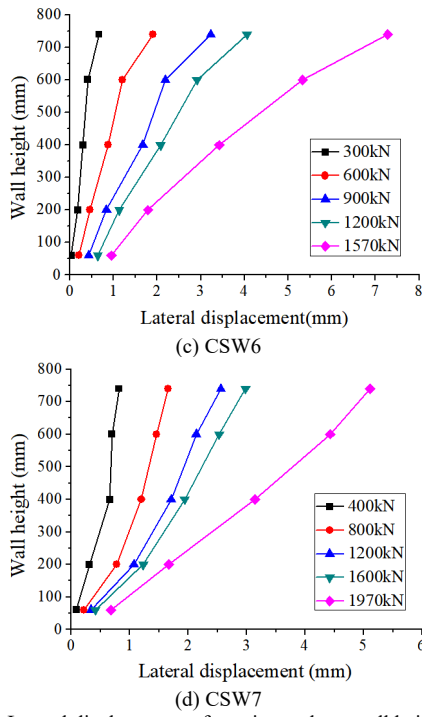 800
700
600
500
400
300
200
100
0
Wall height (mm)
300kN
600kN
900kN
1200kN
1570kN
0 1 2 3 4 5 6 7 8
Lateral displacement(mm)
(c) CSW6
800
700
600
500
400
300
200
100
0
Wall height (mm)
400kN
800kN
1200kN
1600kN
1970kN
0 1 2 3 4 5 6
Lateral displacement (mm)
(d) CSW7